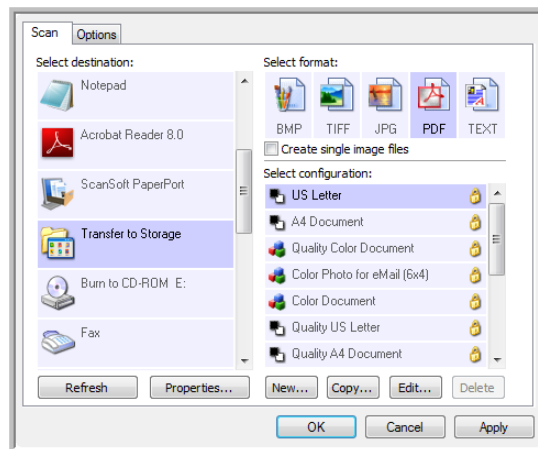 Scan Options
Select destination:
Notepad
Acrobat Reader 8.0
ScanSoft PaperPort
Transfer to Storage
Burn to CD-ROM E:
Fax
Refresh Properties...
Select format:
BMP TIFF JPG PDF TEXT
Create single image files
Select configuration:
US Letter
A4 Document
Quality Color Document
Color Photo for eMail (6x4)
Color Document
Quality US Letter
Quality A4 Document
New... Copy... Edit... Delete
OK Cancel Apply